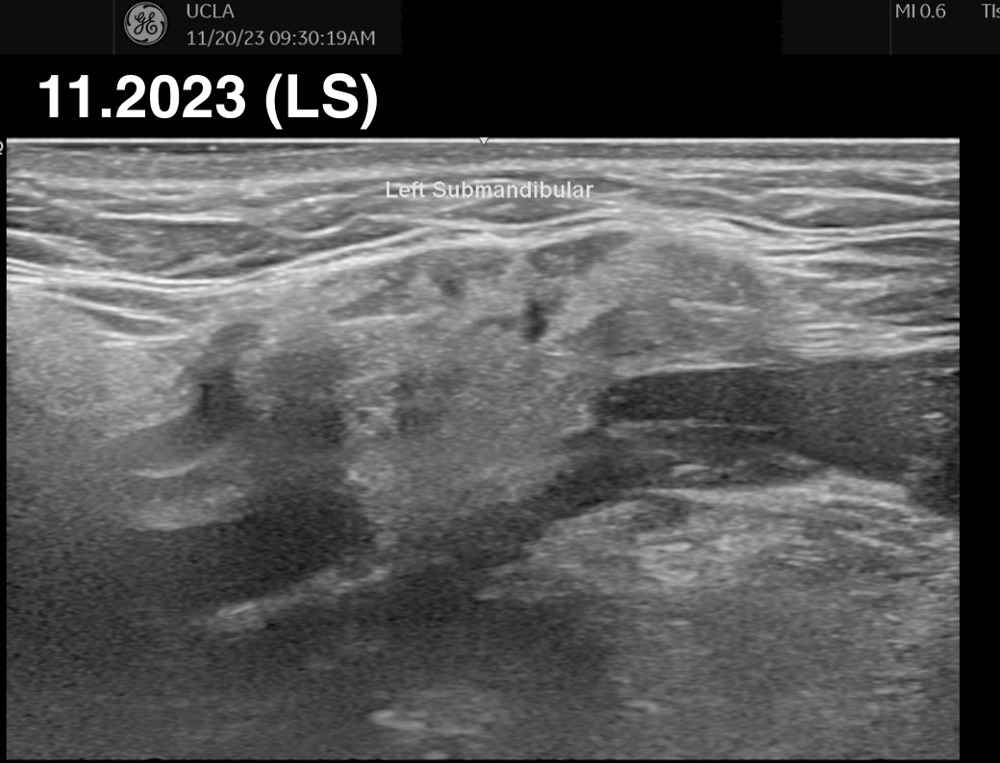 UCLA
11/20/23 09:30:19AM
MI 0.6
11.2023 (LS)
Left Submandibular